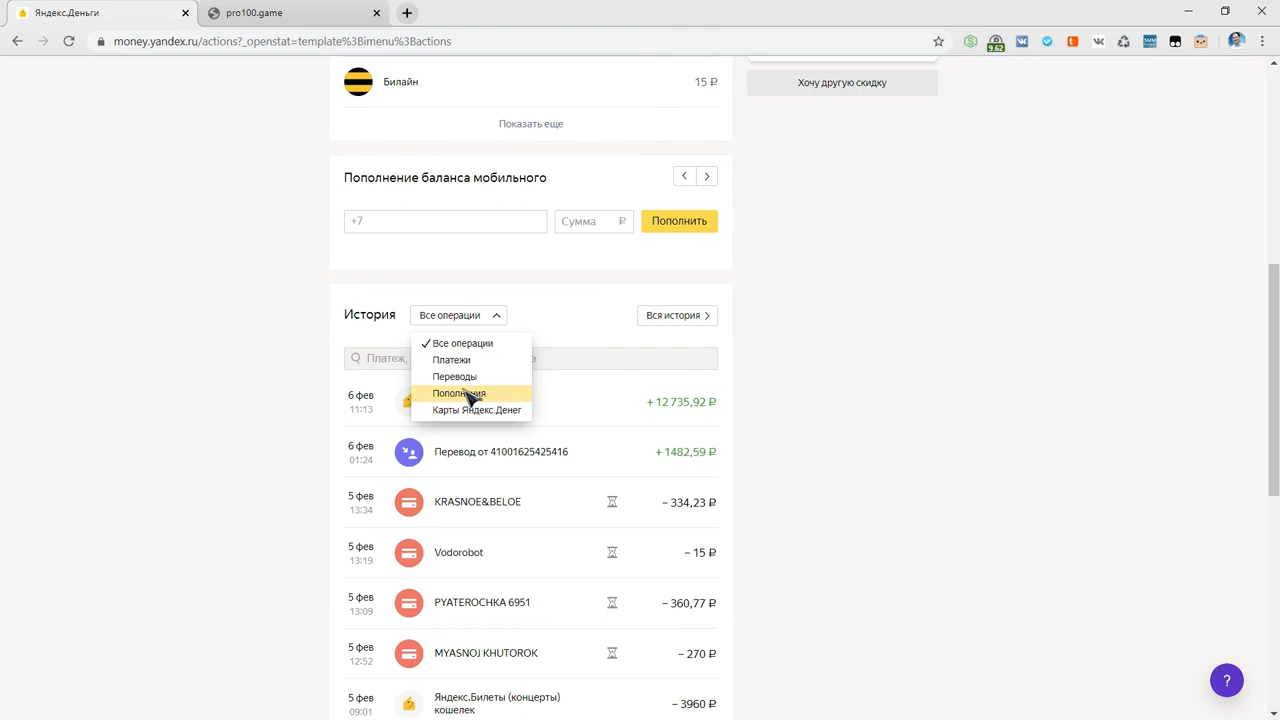 Яндекс.Деньги
pro100.game
money.yandex.ru/actions?_openstat=template%3Bimenu%3Bactions
9.62
Билайн
15 ₽
Хочу другую скидку
Показать еще
Пополнение баланса мобильного
+7
Сумма ₽
Пополнить
История
Все операции
Вся история
Все операции
Платежи
Переводы
Пополнения
Карты Яндекс.Денег
Платеж,
е
6 фев
11:13
+ 12 735,92 ₽
6 фев
01:24
Перевод от 41001625425416
+ 1482,59 ₽
5 фев
13:34
KRASNOE&BELOE
– 334,23 ₽
5 фев
13:19
Vodorobot
– 15 ₽
5 фев
13:09
PYATEROCHKA 6951
– 360,77 ₽
5 фев
12:52
MYASNOJ KHUTOROK
– 270 ₽
5 фев
09:01
Яндекс.Билеты (концерты)
кошелек
– 3960 ₽
?